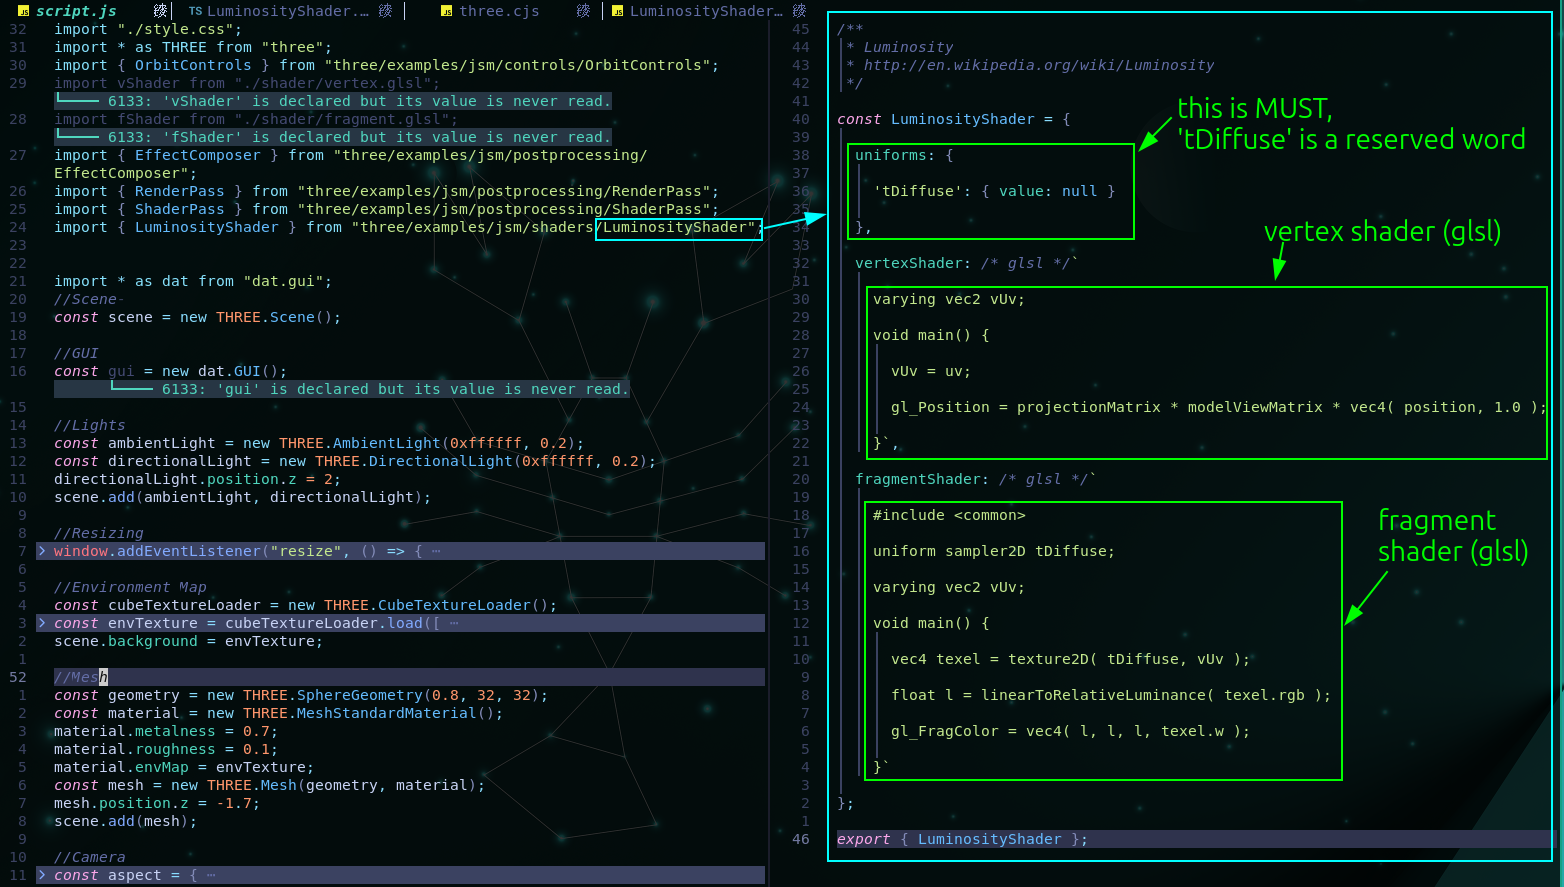 script.js
TS LuminosityShader.…
three.cjs
LuminosityShader…
32 import "./style.css";
31 import * as THREE from "three";
30 import { OrbitControls } from "three/examples/jsm/controls/OrbitControls";
29 import vShader from "./shader/vertex.glsl";
6133: 'vShader' is declared but its value is never read.
28 import fShader from "./shader/fragment.glsl";
6133: 'fShader' is declared but its value is never read.
27 import { EffectComposer } from "three/examples/jsm/postprocessing/
EffectComposer";
26 import { RenderPass } from "three/examples/jsm/postprocessing/RenderPass";
25 import { ShaderPass } from "three/examples/jsm/postprocessing/ShaderPass";
24 import { LuminosityShader } from "three/examples/jsm/shaders/LuminosityShader";
23
22
21 import * as dat from "dat.gui";
20 //Scene-
19 const scene = new THREE.Scene();
18
17 //GUI
16 const gui = new dat.GUI();
6133: 'gui' is declared but its value is never read.
15
14 //Lights
13 const ambientLight = new THREE.AmbientLight(0xffffff, 0.2);
12 const directionalLight = new THREE.DirectionalLight(0xffffff, 0.2);
11 directionalLight.position.z = 2;
10 scene.add(ambientLight, directionalLight);
9
8 //Resizing
7 > window.addEventListener("resize", () => { ⋯
6
5 //Environment Map
4 const cubeTextureLoader = new THREE.CubeTextureLoader();
3 > const envTexture = cubeTextureLoader.load([ ⋯
2 scene.background = envTexture;
1
52 //Mesh
1 const geometry = new THREE.SphereGeometry(0.8, 32, 32);
2 const material = new THREE.MeshStandardMaterial();
3 material.metalness = 0.7;
4 material.roughness = 0.1;
5 material.envMap = envTexture;
6 const mesh = new THREE.Mesh(geometry, material);
7 mesh.position.z = -1.7;
8 scene.add(mesh);
9
10 //Camera
11 > const aspect = { ⋯
45 /**
44 * Luminosity
43 * http://en.wikipedia.org/wiki/Luminosity
42 */
41
40 const LuminosityShader = {
39
38 uniforms: {
37
36 'tDiffuse': { value: null }
35
34 },
33
32 vertexShader: /* glsl */`
31
30 varying vec2 vUv;
29
28 void main() {
27
26 vUv = uv;
25
24 gl_Position = projectionMatrix * modelViewMatrix * vec4( position, 1.0 );
23
22 }`,
21
20 fragmentShader: /* glsl */`
19
18 #include <common>
17
16 uniform sampler2D tDiffuse;
15
14 varying vec2 vUv;
13
12 void main() {
11
10 vec4 texel = texture2D( tDiffuse, vUv );
9
8 float l = linearToRelativeLuminance( texel.rgb );
7
6 gl_FragColor = vec4( l, l, l, texel.w );
5
4 }`
3
2 };
1
46 export { LuminosityShader };
this is MUST,
'tDiffuse' is a reserved word
vertex shader (glsl)
fragment
shader (glsl)